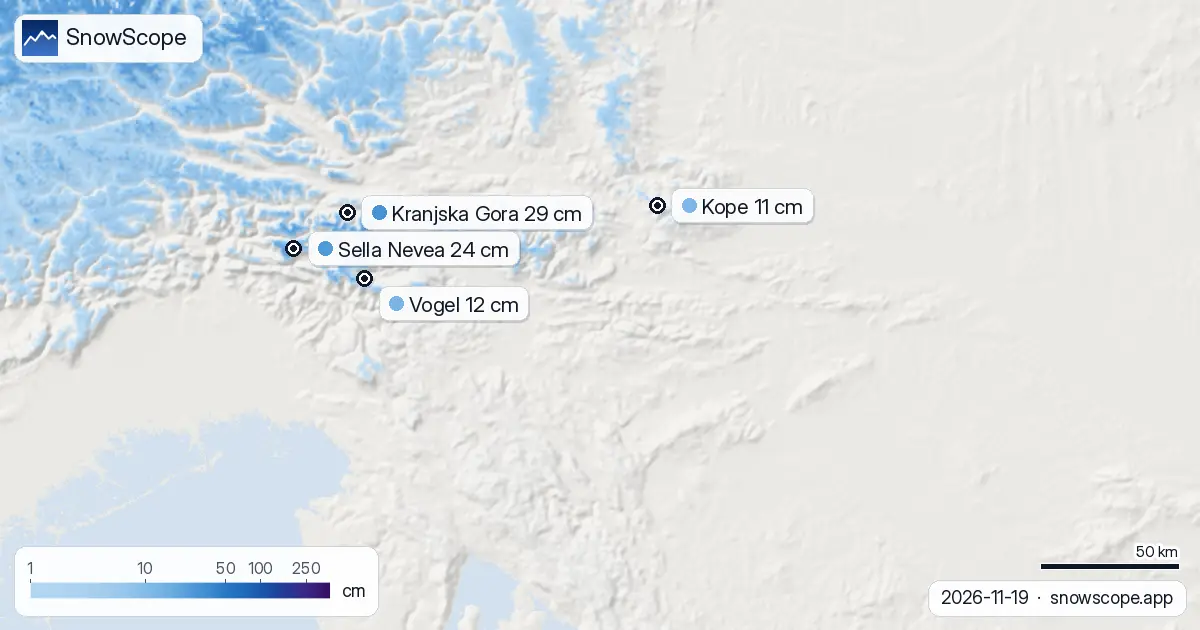 SnowScope
Kranjska Gora 29 cm
Kope 11 cm
Sella Nevea 24 cm
Vogel 12 cm
1 10 50 100 250
cm
50 km
2026-11-19 · snowscope.app